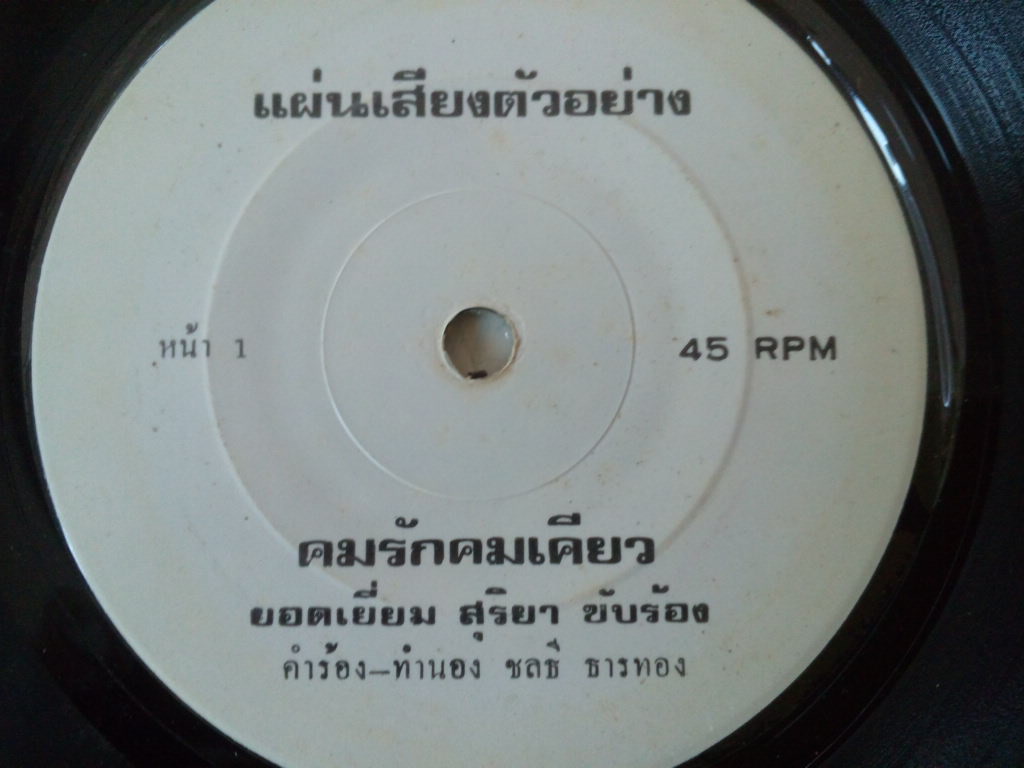 แผ่นเสียงตัวอย่าง
หน้า 1
45 RPM
คมรักคมเคียว
ยอดเยี่ยม สุริยา ขับร้อง
คำร้อง–ทำนอง ชลธี ธารทอง